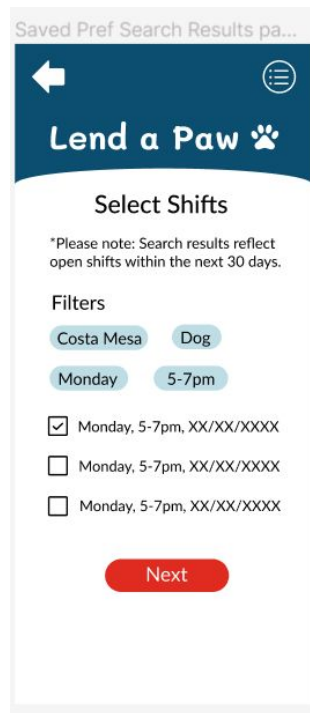 Saved Pref Search Results pa...
Lend a Paw
Select Shifts
*Please note: Search results reflect
open shifts within the next 30 days.
Filters
Costa Mesa Dog
Monday 5-7pm
Monday, 5-7pm, XX/XX/XXXX
Monday, 5-7pm, XX/XX/XXXX
Monday, 5-7pm, XX/XX/XXXX
Next